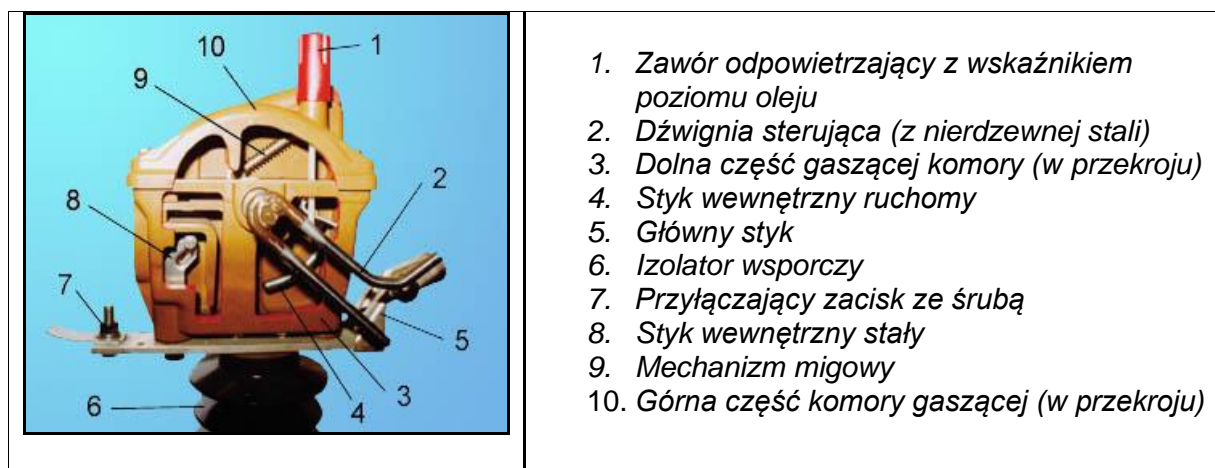 10
1
9
2
8
7
5
3
4
6
1. Zawór odpowietrzający z wskaźnikiem
poziomu oleju
2. Dźwignia sterująca (z nierdzewnej stali)
3. Dolna część gaszącej komory (w przekroju)
4. Styk wewnętrzny ruchomy
5. Główny styk
6. Izolator wsporczy
7. Przyłączający zacisk ze śrubą
8. Styk wewnętrzny stały
9. Mechanizm migowy
10. Górna część komory gaszącej (w przekroju)